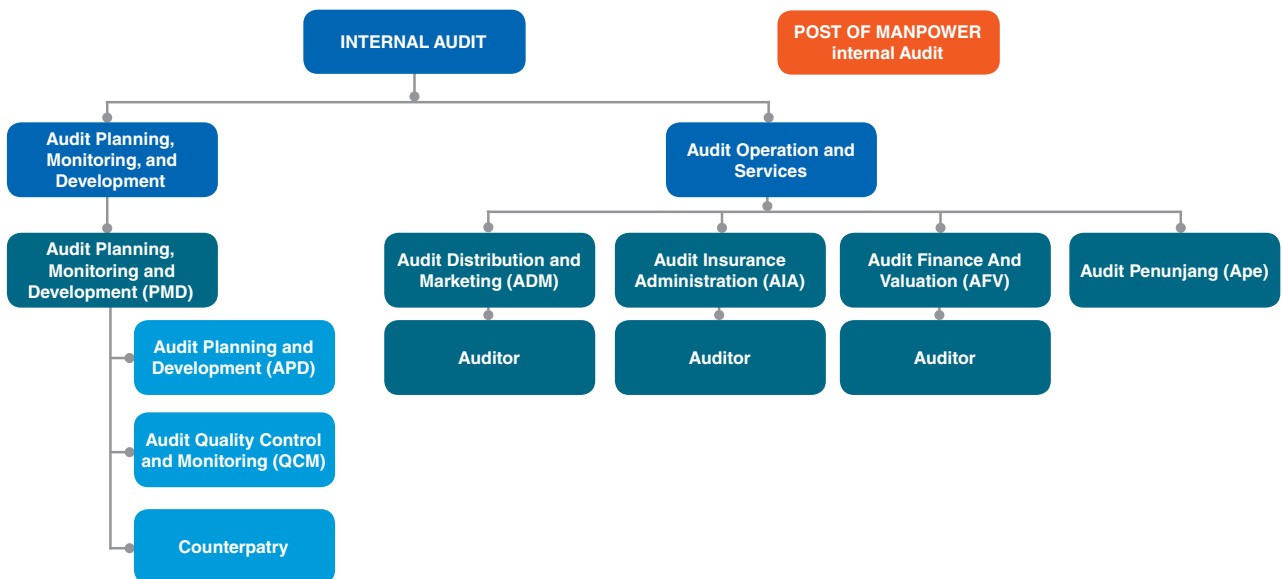 INTERNAL AUDIT
POST OF MANPOWER
internal Audit
Audit Planning,
Monitoring, and
Development
Audit Operation and
Services
Audit Planning,
Monitoring and
Development (PMD)
Audit Distribution and
Marketing (ADM)
Audit Insurance
Administration (AIA)
Audit Finance And
Valuation (AFV)
Audit Penunjang (Ape)
Auditor
Auditor
Auditor
Audit Planning and
Development (APD)
Audit Quality Control
and Monitoring (QCM)
Counterpatry